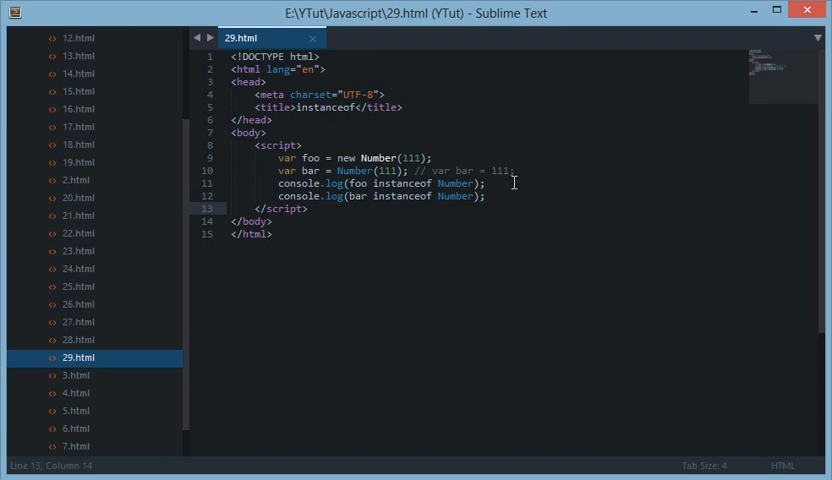 E:\YTut\Javascript\29.html (YTut) - Sublime Text
12.html
13.html
14.html
15.html
16.html
17.html
18.html
19.html
2.html
20.html
21.html
22.html
23.html
24.html
25.html
26.html
27.html
28.html
29.html
3.html
4.html
5.html
6.html
7.html
29.html
1 <!DOCTYPE html>
2 <html lang="en">
3 <head>
4 <meta charset="UTF-8">
5 <title>instanceof</title>
6 </head>
7 <body>
8 <script>
9 var foo = new Number(111);
10 var bar = Number(111); // var bar = 111;
11 console.log(foo instanceof Number);
12 console.log(bar instanceof Number);
13 </script>
14 </body>
15 </html>
Line 13, Column 14
Tab Size: 4
HTML